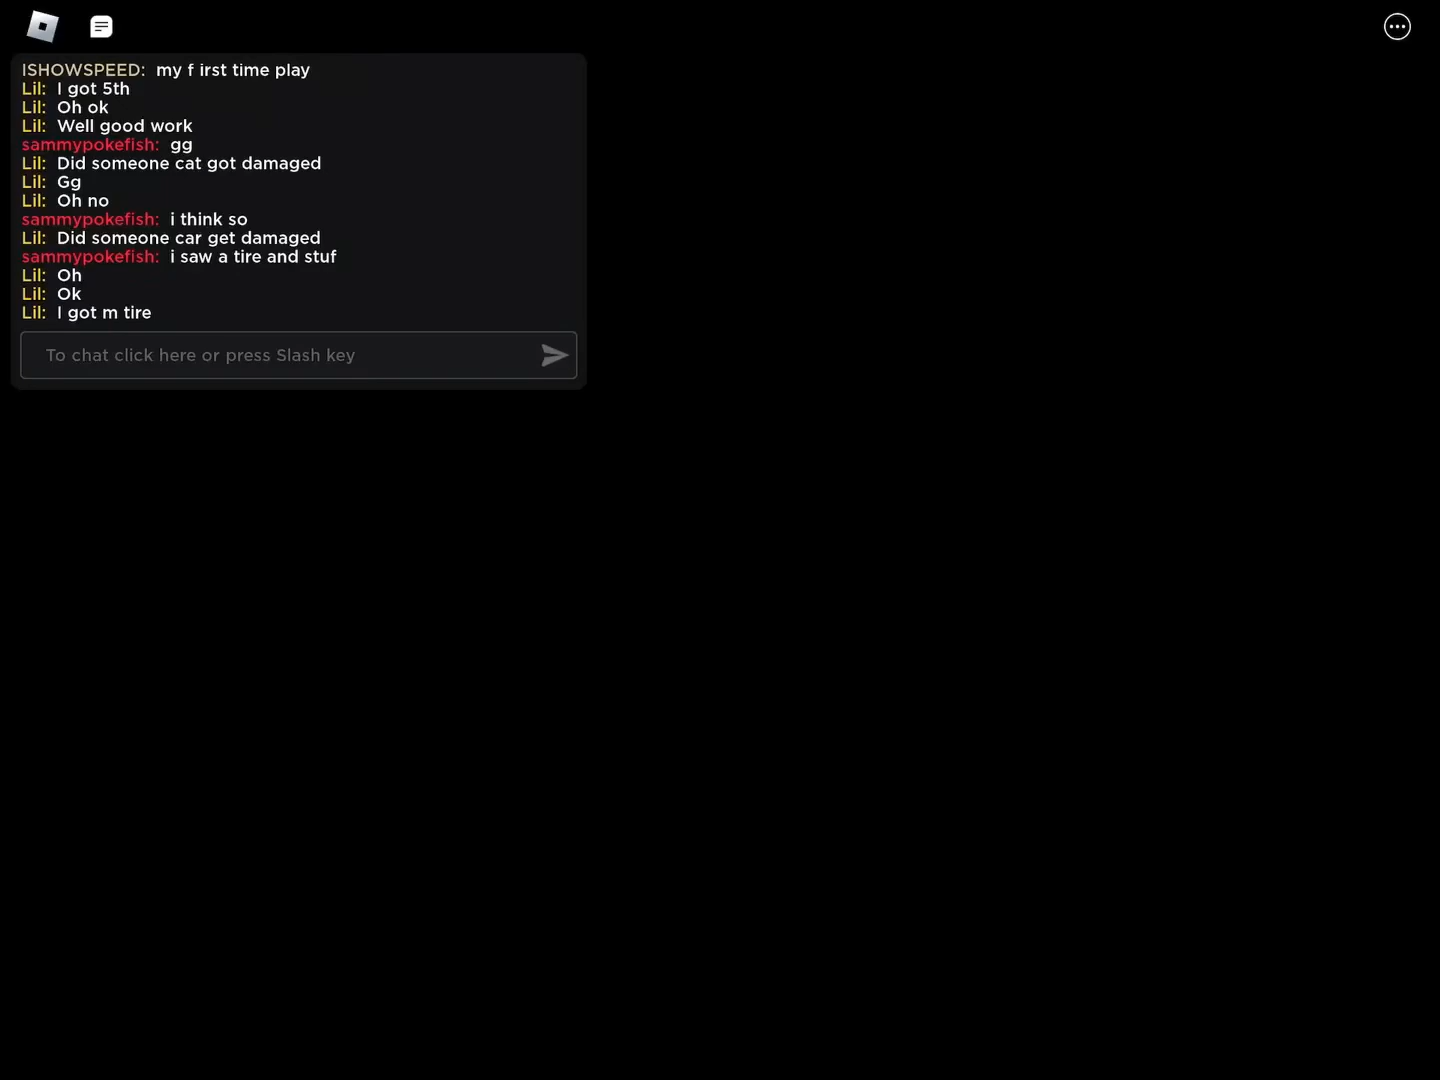 ISHOWSPEED: my f irst time play
Lil: I got 5th
Lil: Oh ok
Lil: Well good work
sammypokefish: gg
Lil: Did someone cat got damaged
Lil: Gg
Lil: Oh no
sammypokefish: i think so
Lil: Did someone car get damaged
sammypokefish: i saw a tire and stuf
Lil: Oh
Lil: Ok
Lil: I got m tire
To chat click here or press Slash key